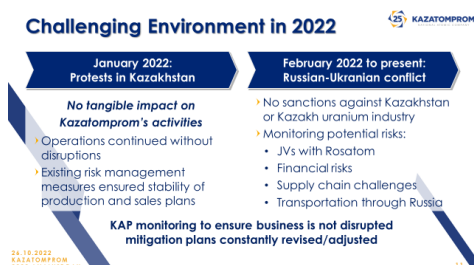 Challenging Environment in 2022
25
KAZATOMPROM
January 2022:
Protests in Kazakhstan
No tangible impact on
Kazatomprom's activities
Operations continued without
disruptions
Existing risk management
measures ensured stability of
production and sales plans
February 2022 to present:
Russian-Ukranian conflict
No sanctions against Kazakhstan
or Kazakh uranium industry
Monitoring potential risks:
• JVs with Rosatom
• Financial risks
• Supply chain challenges
• Transportation through Russia
KAP monitoring to ensure business is not disrupted
mitigation plans constantly revised/adjusted
26.10.2022
KAZATOMPROM